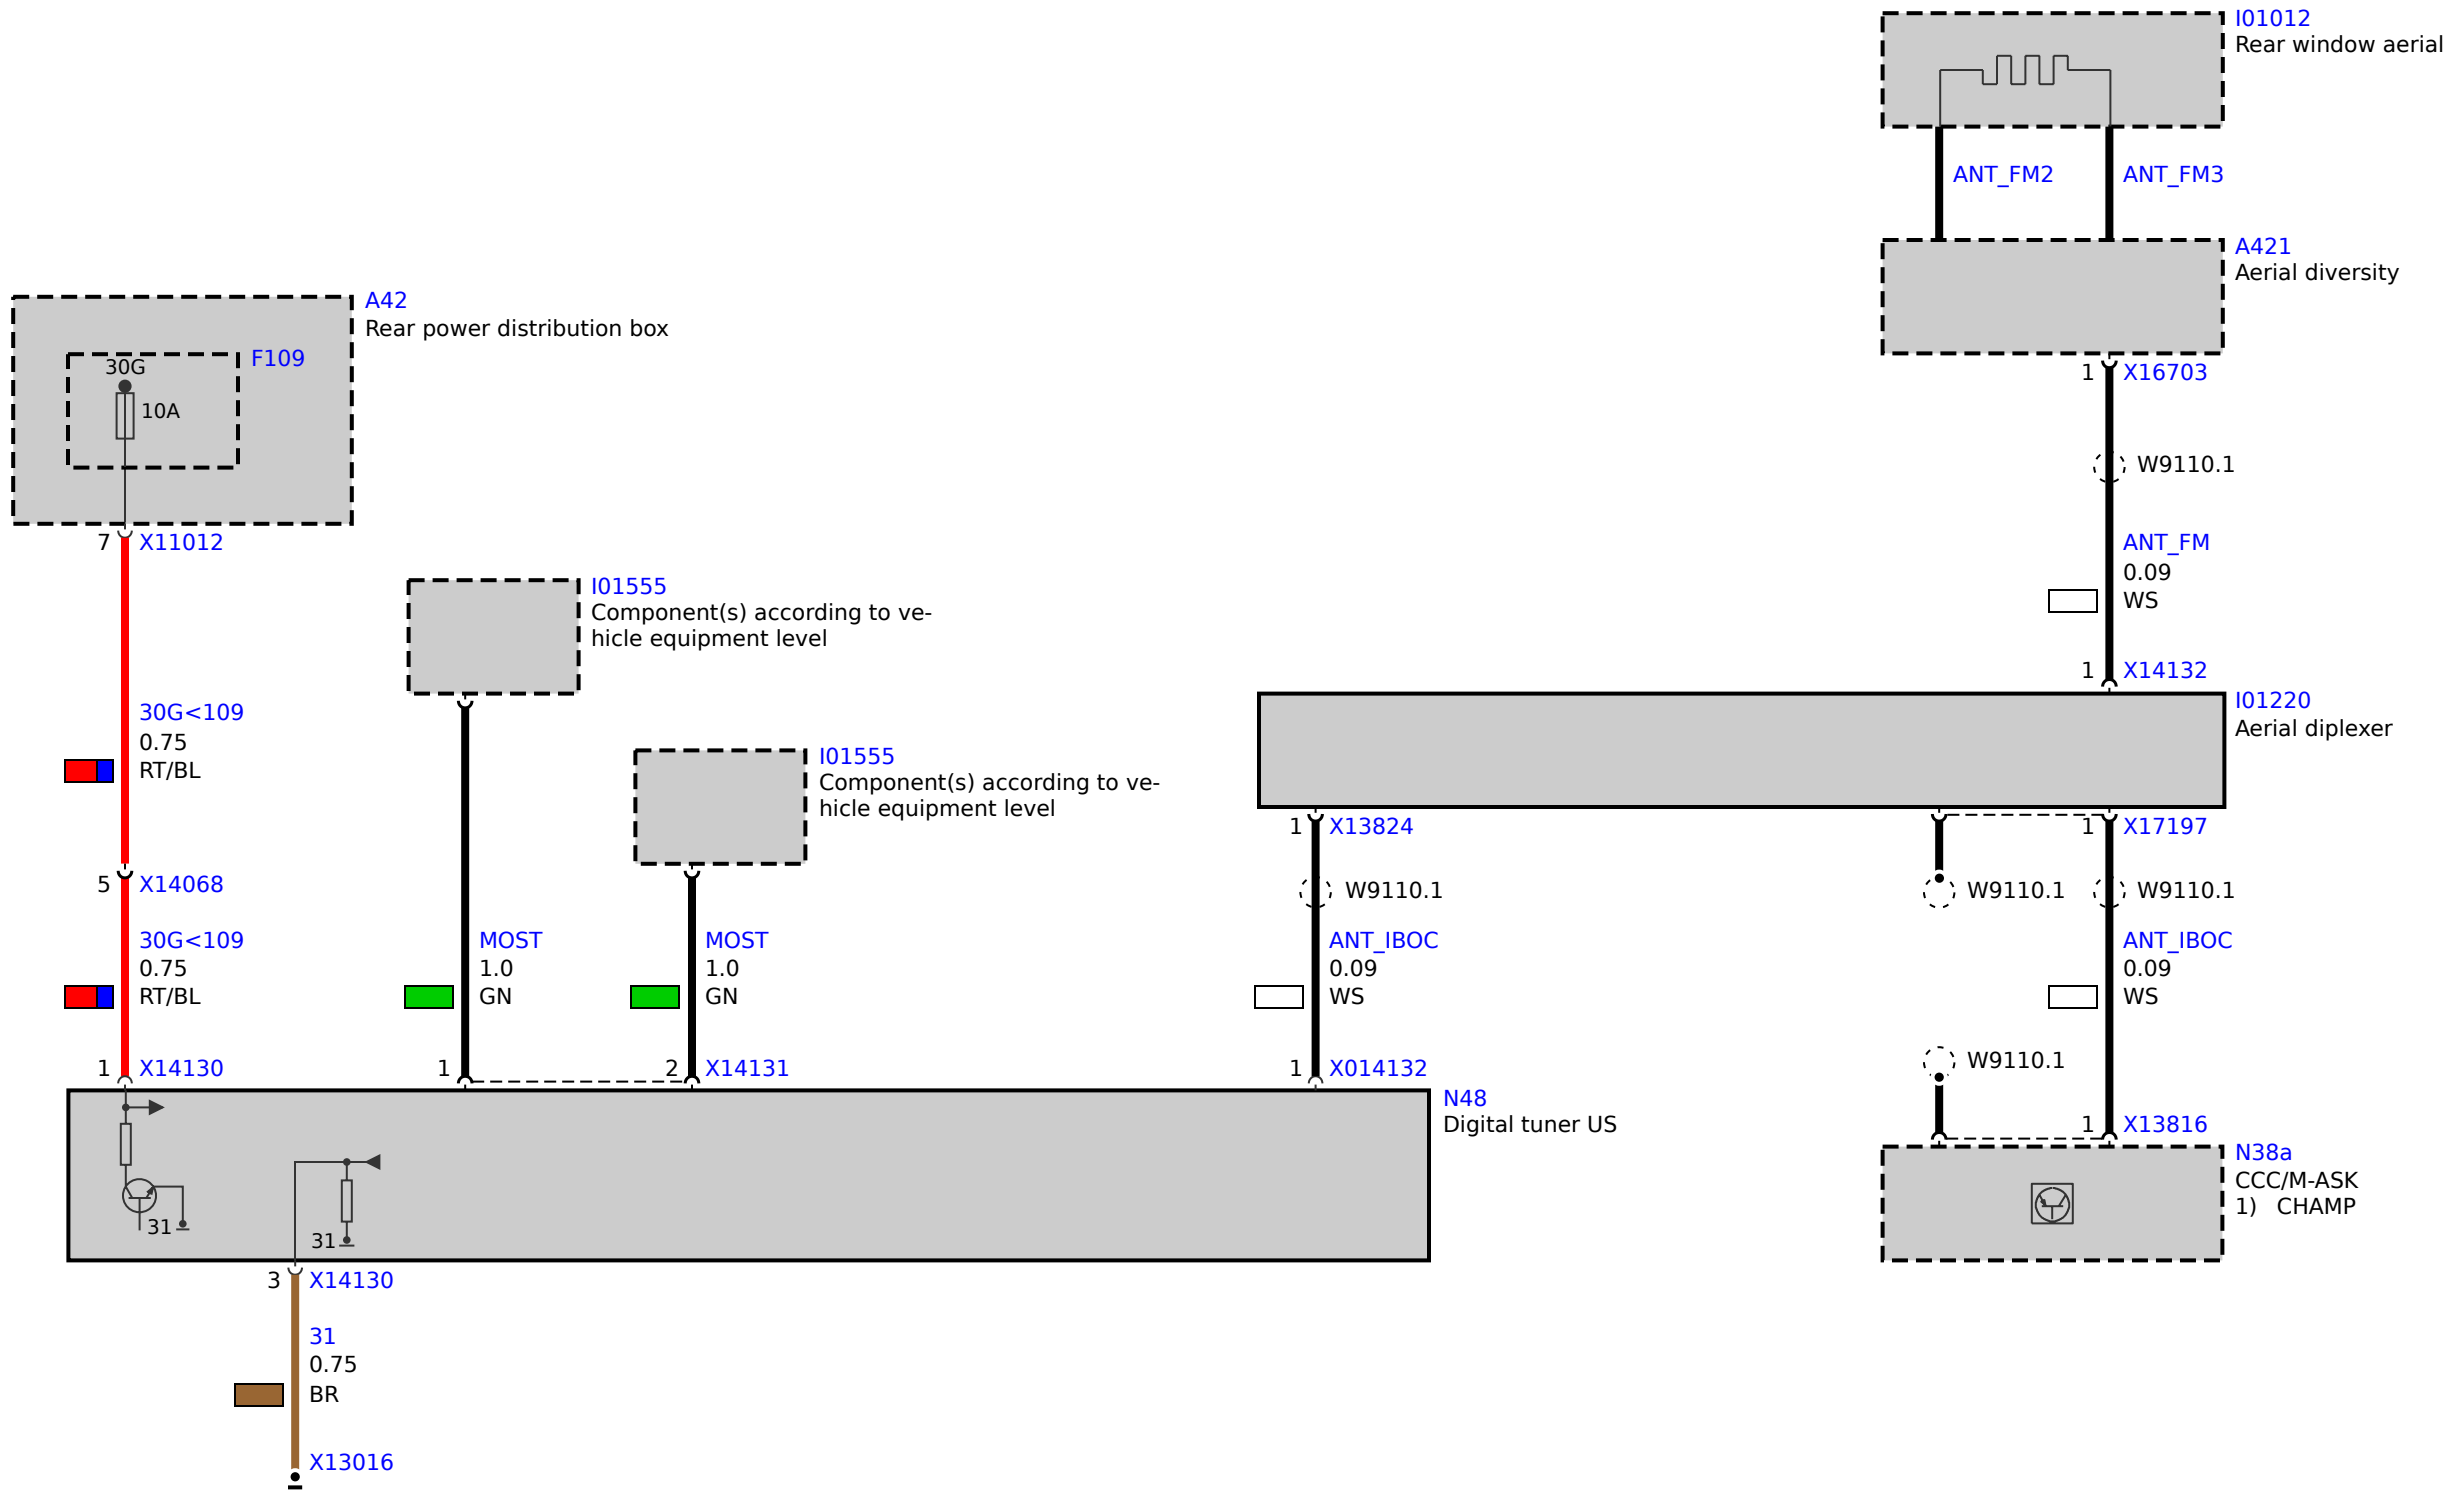 I01012
Rear window aerial
ANT_FM2
ANT_FM3
A421
Aerial diversity
A42
Rear power distribution box
F109
30G
10A
1 X16703
W9110.1
7 X11012
ANT_FM
0.09
WS
I01555
Component(s) according to ve-
hicle equipment level
1 X14132
I01220
Aerial diplexer
30G<109
0.75
RT/BL
I01555
Component(s) according to ve-
hicle equipment level
1 X13824
1 X17197
5 X14068
W9110.1
W9110.1
W9110.1
30G<109
0.75
RT/BL
MOST
1.0
GN
MOST
1.0
GN
ANT_IBOC
0.09
WS
ANT_IBOC
0.09
WS
1 X14130
1
2 X14131
1 X014132
W9110.1
N48
Digital tuner US
1 X13816
N38a
CCC/M-ASK
1) CHAMP
31
31
3 X14130
31
0.75
BR
X13016